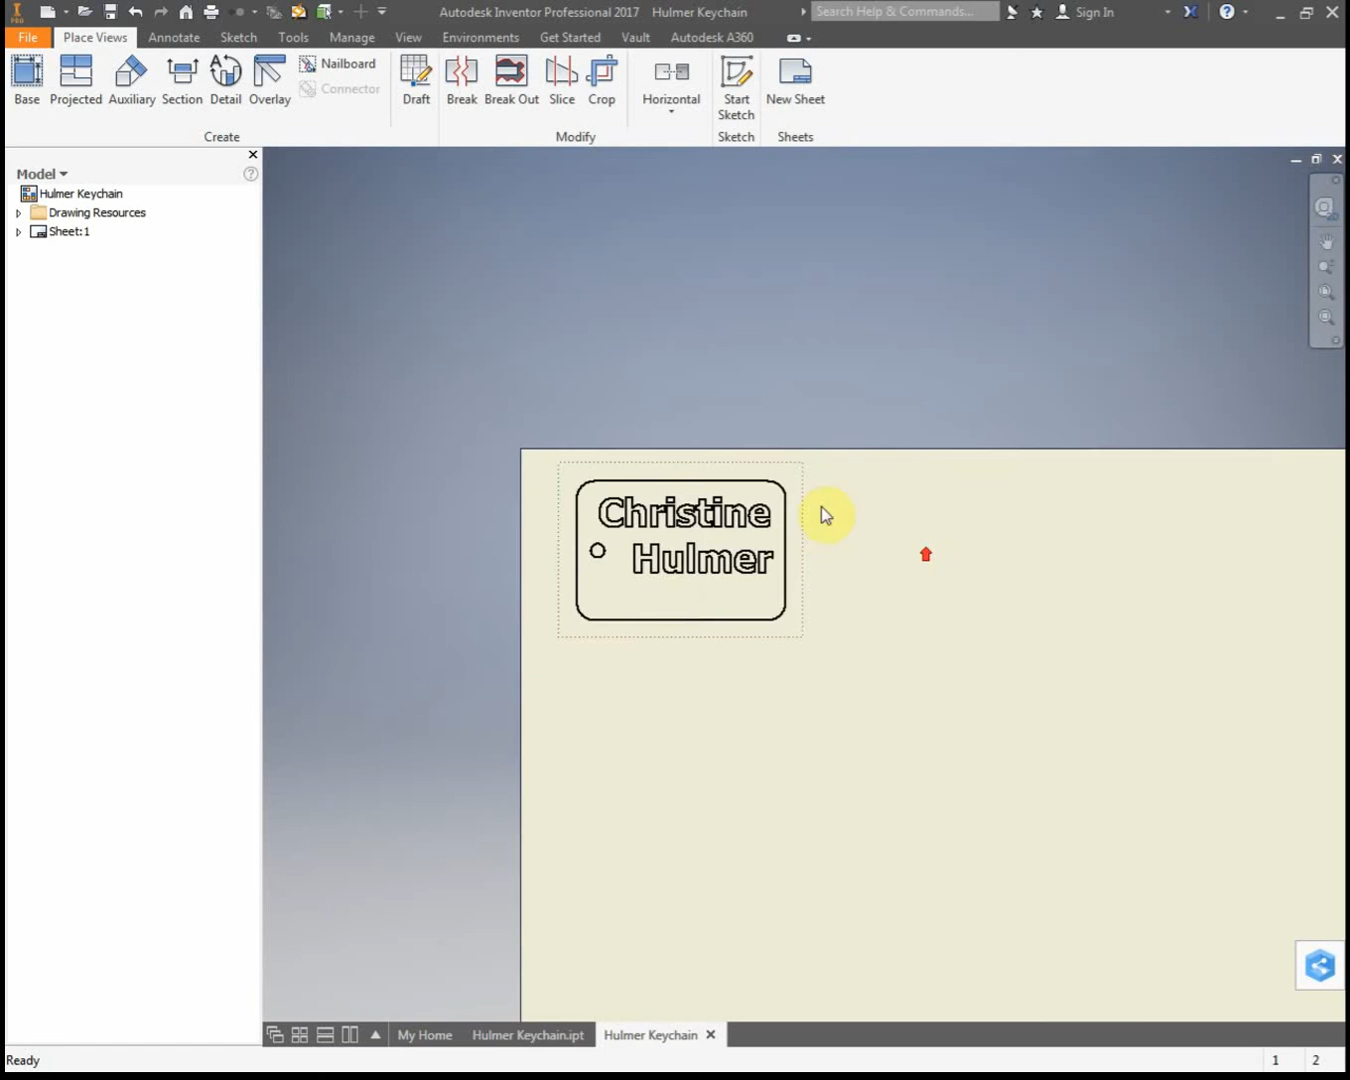 PRO
Autodesk Inventor Professional 2017 Hulmer Keychain
Search Help & Commands...
Sign In
File
Place Views
Annotate
Sketch
Tools
Manage
View
Environments
Get Started
Vault
Autodesk A360
Base
Projected
Auxiliary
Section
Detail
Overlay
Nailboard
Connector
Draft
Break
Break Out
Slice
Crop
Horizontal
Start
Sketch
New Sheet
Create
Modify
Sketch
Sheets
Model
Hulmer Keychain
Drawing Resources
Sheet:1
Christine
Hulmer
My Home
Hulmer Keychain.ipt
Hulmer Keychain
Ready
1 2